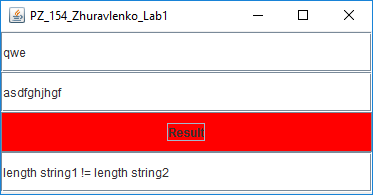 PZ_154_Zhuravlenko_Lab1
qwe
asdfghjhgf
Result
length string1 != length string2